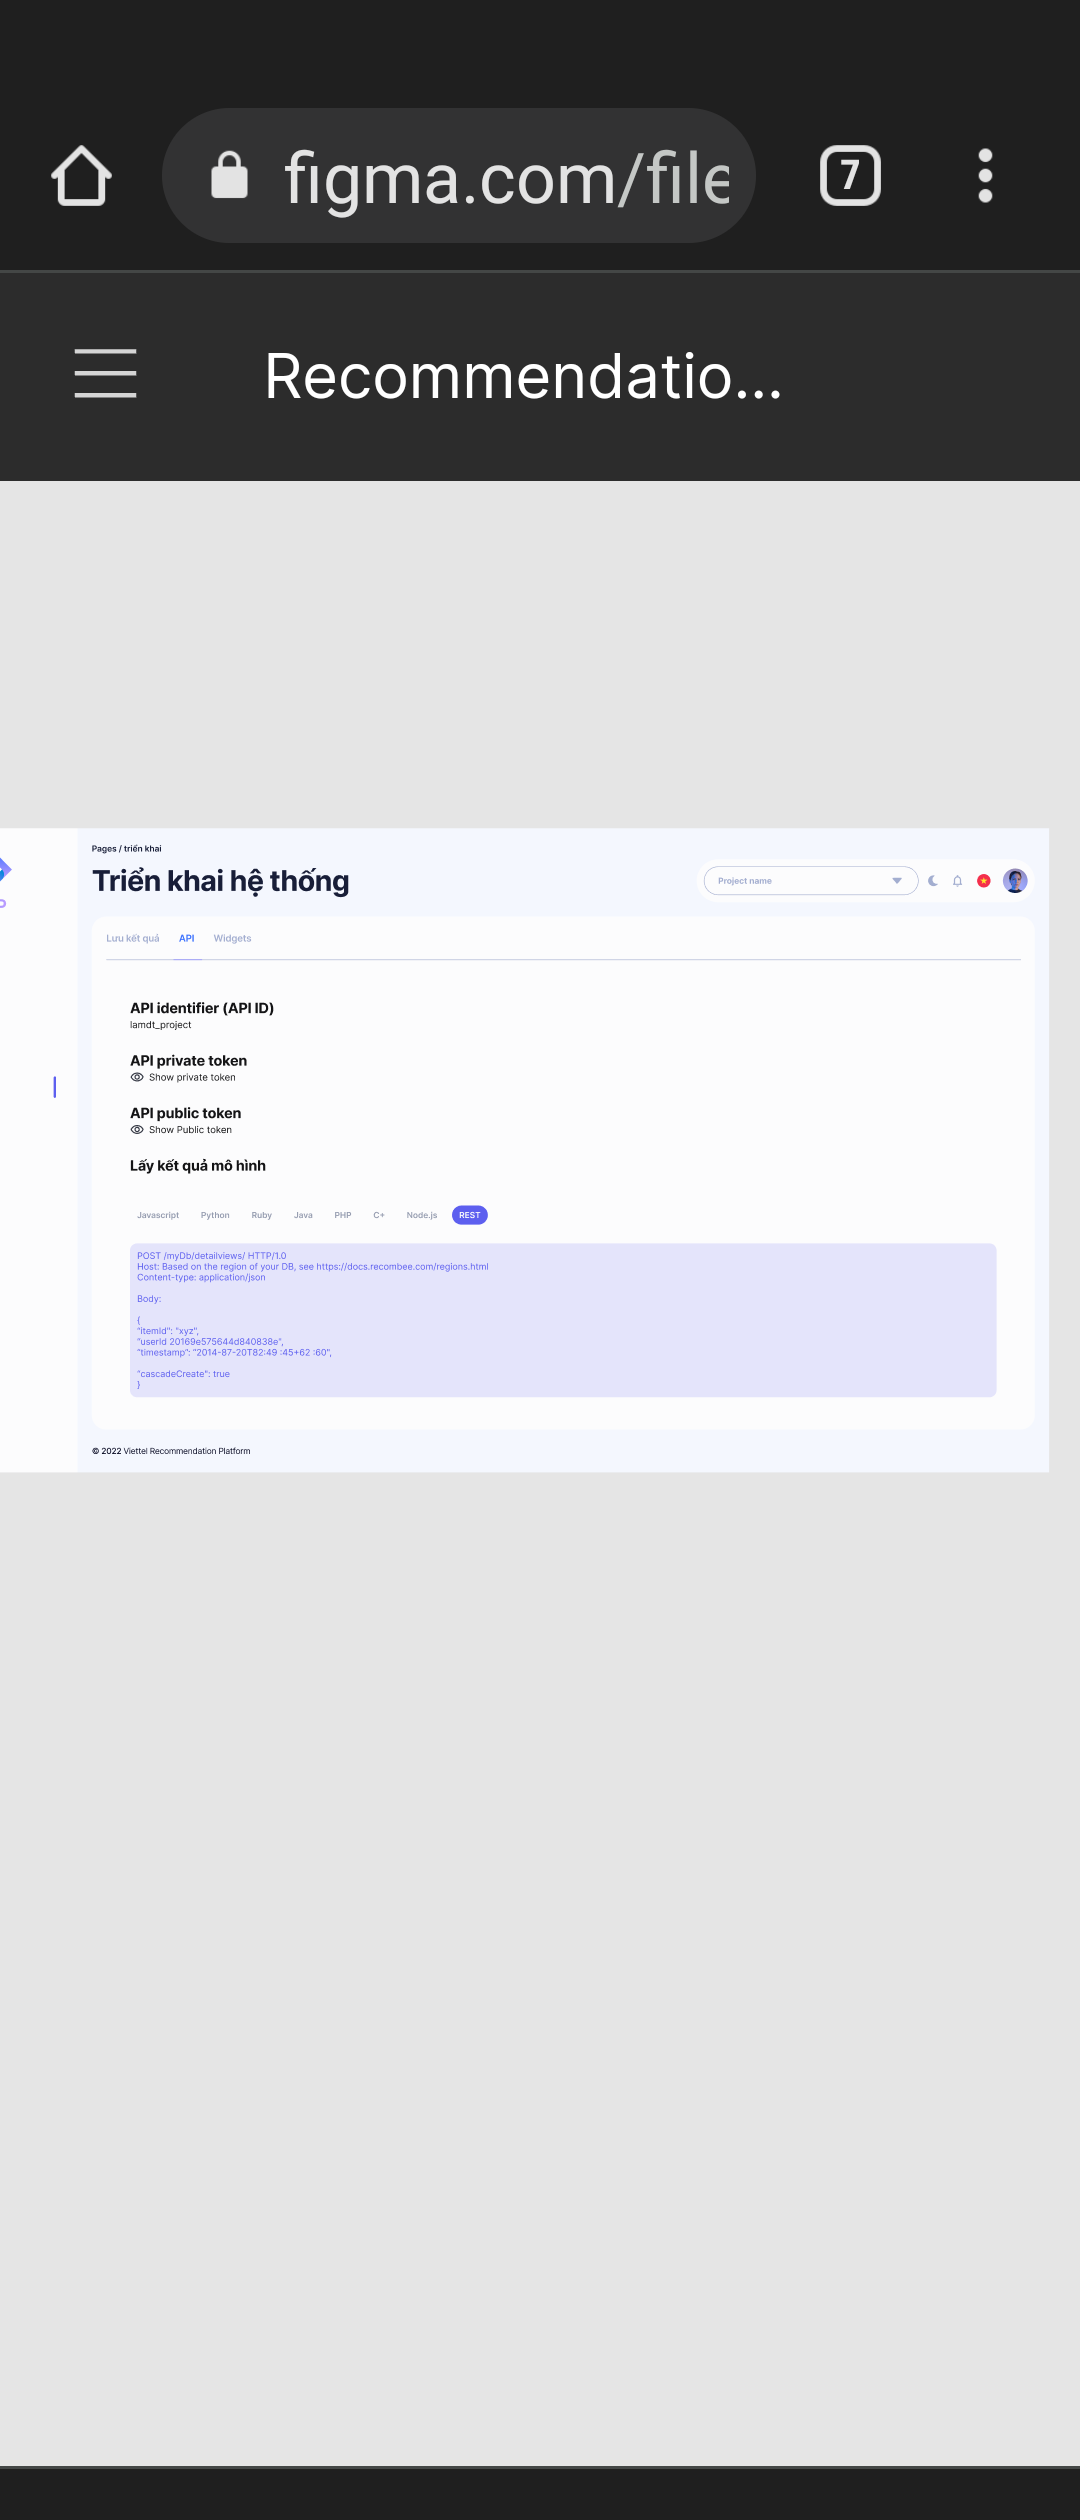 figma.com/file
7
Recommendatio...
Pages / triển khai
Triển khai hệ thống
Project name
Lưu kết quả
API
Widgets
API identifier (API ID)
lamdt_project
API private token
Show private token
API public token
Show Public token
Lấy kết quả mô hình
Javascript
Python
Ruby
Java
PHP
C+
Node.js
REST
POST /myDb/detailviews/ HTTP/1.0
Host: Based on the region of your DB, see https://docs.recombee.com/regions.html
Content-type: application/json
Body:
{
"itemId": "xyz",
"userId 20169e575644d840838e",
"timestamp": "2014-87-20T82:49 :45+62 :60",
"cascadeCreate": true
}
© 2022 Viettel Recommendation Platform